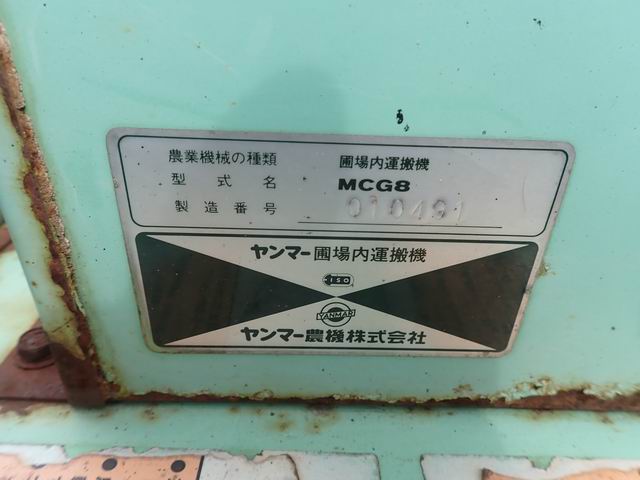 農業機械の種類 圃場内運搬機
型式名 MCG8
製造番号 010491
ヤンマー圃場内運搬機
ISO
YANMAR
ヤンマー農機株式会社